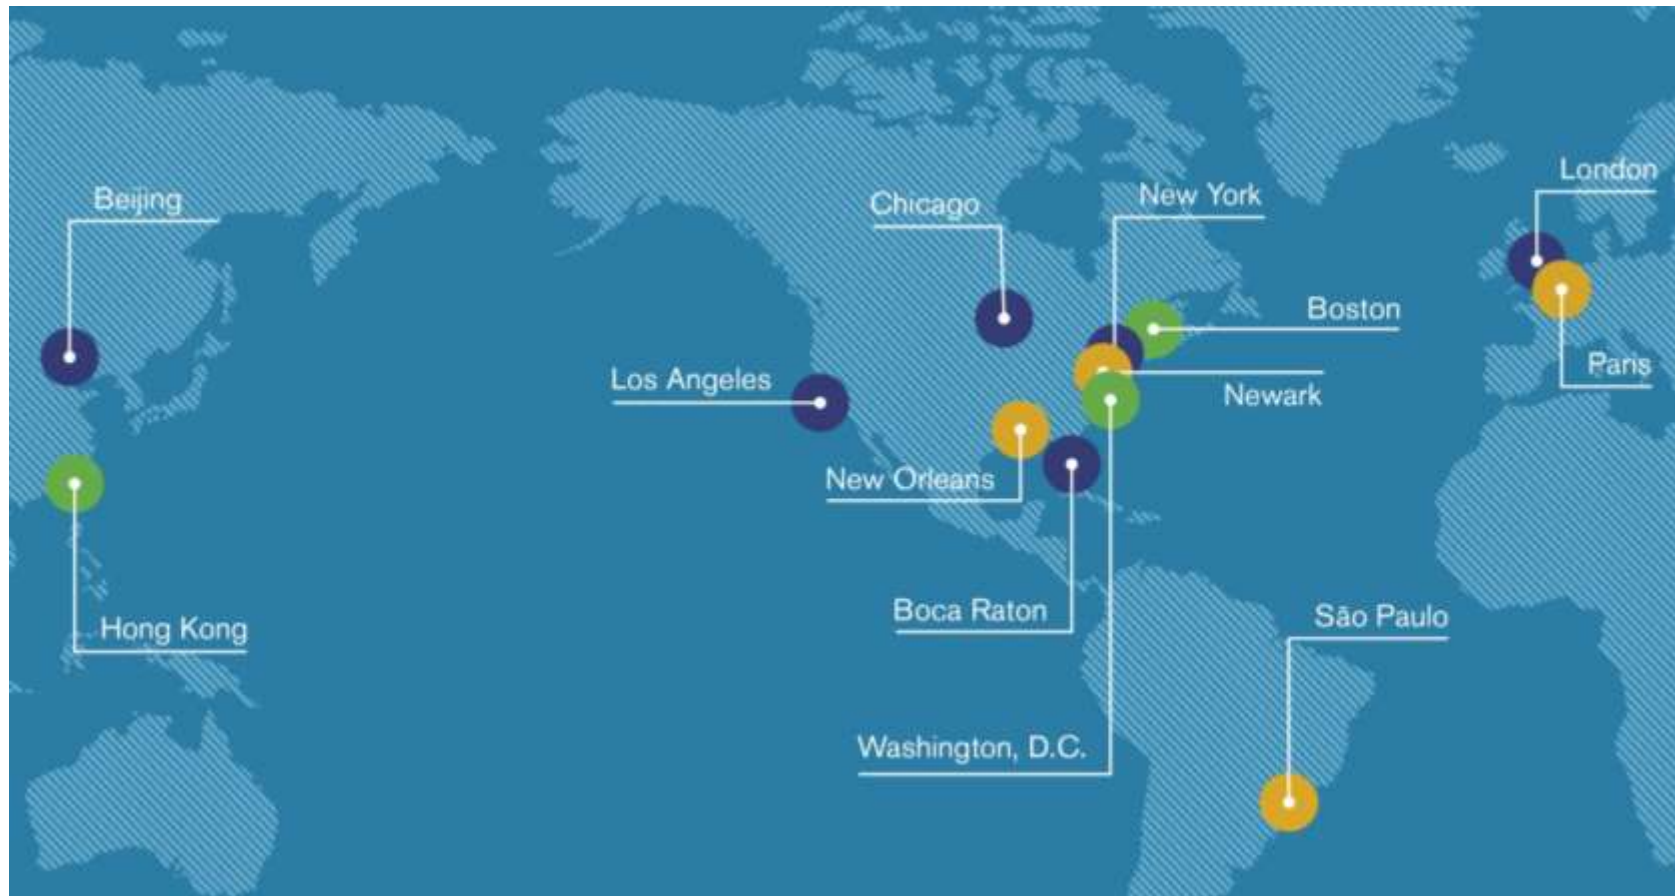 London
New York
Beijing
Chicago
Boston
Paris
Los Angeles
Newark
New Orleans
Boca Raton
São Paulo
Hong Kong
Washington, D.C.